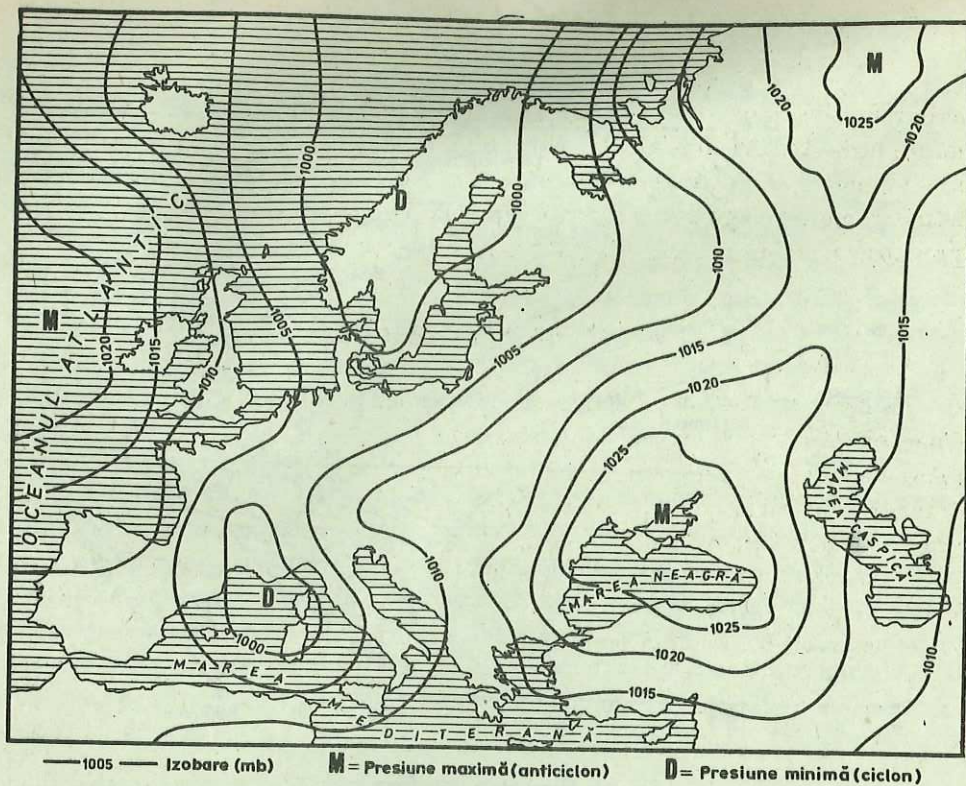 M
1020
1025
1020
1000
D
1000
1010
1015
M
1020
1015
1010
1005
1005
1015
1020
1025
M
OCEANUL ATLANTIC
MAREA CASPICĂ
MAREA NEAGRĂ
1025
1020
1015
1010
1010
D
1000
MAREA
MEDITERANĂ
1005 Izobare (mb) M = Presiune maximă (anticiclon) D = Presiune minimă (ciclon)